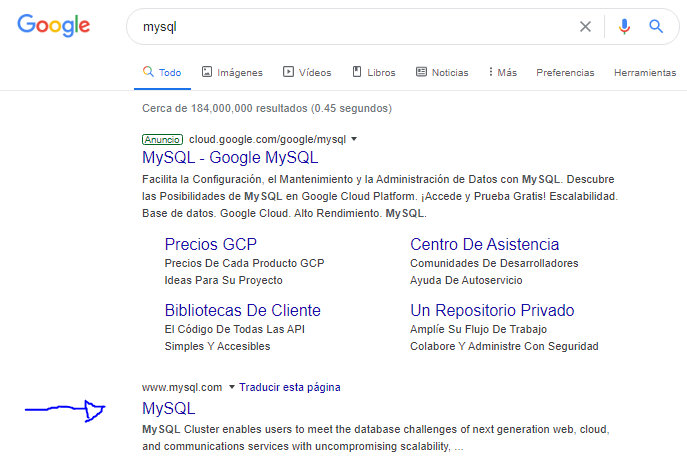 Google
mysql
Todo Imágenes Vídeos Libros Noticias Más Preferencias Herramientas
Cerca de 184,000,000 resultados (0.45 segundos)
Anuncio cloud.google.com/google/mysql
MySQL - Google MySQL
Facilita la Configuración, el Mantenimiento y la Administración de Datos con MySQL. Descubre
las Posibilidades de MySQL en Google Cloud Platform. ¡Accede y Prueba Gratis! Escalabilidad.
Base de datos. Google Cloud. Alto Rendimiento. MySQL.
Precios GCP
Precios De Cada Producto GCP
Ideas Para Su Proyecto
Centro De Asistencia
Comunidades De Desarrolladores
Ayuda De Autoservicio
Bibliotecas De Cliente
El Código De Todas Las API
Simples Y Accesibles
Un Repositorio Privado
Amplíe Su Flujo De Trabajo
Colabore Y Administre Con Seguridad
www.mysql.com Traducir esta página
MySQL
MySQL Cluster enables users to meet the database challenges of next generation web, cloud,
and communications services with uncompromising scalability, ...